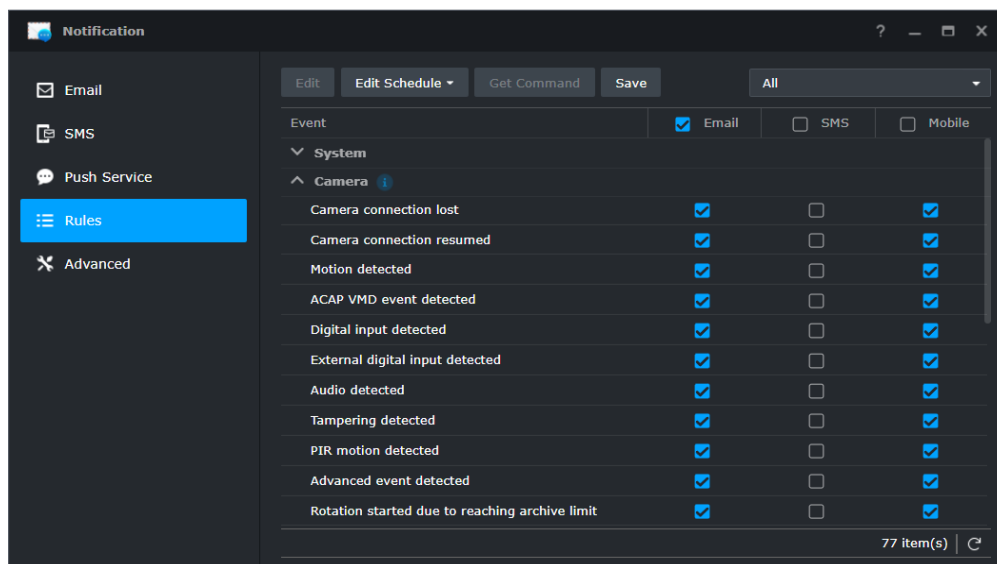 Notification
Email
SMS
Push Service
Rules
Advanced
Edit Edit Schedule Get Command Save All
Event Email SMS Mobile
System
Camera
Camera connection lost
Camera connection resumed
Motion detected
ACAP VMD event detected
Digital input detected
External digital input detected
Audio detected
Tampering detected
PIR motion detected
Advanced event detected
Rotation started due to reaching archive limit
77 item(s)